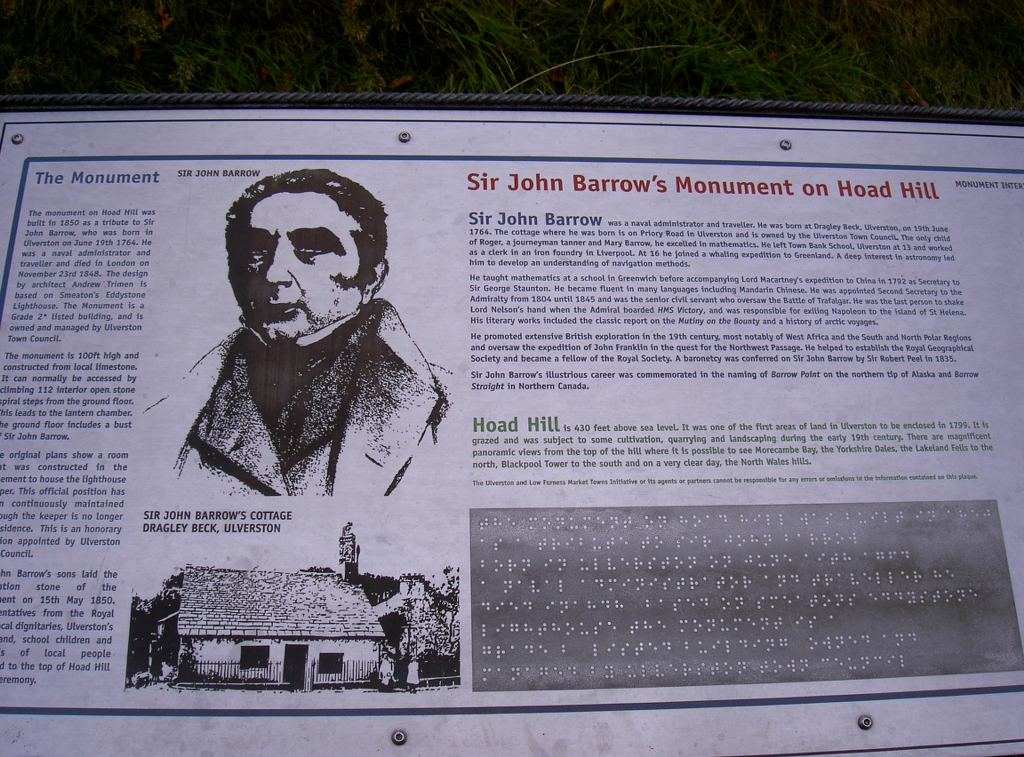 The Monument
SIR JOHN BARROW
The monument on Hoad Hill was
built in 1850 as a tribute to Sir
John Barrow, who was born in
Ulverston on June 19th 1764. He
was a naval administrator and
traveller and died in London on
November 23rd 1848. The design
by architect Andrew Trimen is
based on Smeaton's Eddystone
Lighthouse. The Monument is a
Grade 2* listed building, and is
owned and managed by Ulverston
Town Council.
The monument is 100ft high and
constructed from local limestone.
It can normally be accessed by
climbing 112 interior open stone
spiral steps from the ground floor.
This leads to the lantern chamber.
The ground floor includes a bust
of Sir John Barrow.
original plans show a room
was constructed in the
to house the lighthouse
This official position has
continuously maintained
the keeper is no longer
This is an honorary
appointed by Ulverston
Council.
Barrow's sons laid the
stone of the
on 15th May 1850.
from the Royal
dignitaries, Ulverston's
school children and
of local people
to the top of Hoad Hill
SIR JOHN BARROW'S COTTAGE
DRAGLEY BECK, ULVERSTON
Sir John Barrow's Monument on Hoad Hill
MONUMENT
Sir John Barrow was a naval administrator and traveller. He was born at Dragley Beck, Ulverston, on 19th June
1764. The cottage where he was born is on Priory Road in Ulverston and is owned by the Ulverston Town Council. The only child
of Roger, a journeyman tanner and Mary Barrow, he excelled in mathematics. He left Town Bank School, Ulverston at 13 and worked
as a clerk in an iron foundry in Liverpool. At 16 he joined a whaling expedition to Greenland. A deep interest in astronomy led
him to develop an understanding of navigation methods.
He taught mathematics at a school in Greenwich before accompanying Lord Macartney's expedition to China in 1792 as Secretary to
Sir George Staunton. He became fluent in many languages including Mandarin Chinese. He was appointed Second Secretary to the
Admiralty from 1804 until 1845 and was the senior civil servant who oversaw the Battle of Trafalgar. He was the last person to shake
Lord Nelson's hand when the Admiral boarded HMS Victory, and was responsible for exiling Napoleon to the island of St Helena.
His literary works included the classic report on the Mutiny on the Bounty and a history of arctic voyages.
He promoted extensive British exploration in the 19th century, most notably of West Africa and the South and North Polar Regions
and oversaw the expedition of John Franklin in the quest for the Northwest Passage. He helped to establish the Royal Geographical
Society and became a fellow of the Royal Society. A baronetcy was conferred on Sir John Barrow by Sir Robert Peel in 1835.
Sir John Barrow's illustrious career was commemorated in the naming of Barrow Point on the northern tip of Alaska and Barrow
Straight in Northern Canada.
Hoad Hill is 430 feet above sea level. It was one of the first areas of land in Ulverston to be enclosed in 1799. It is
grazed and was subject to some cultivation, quarrying and landscaping during the early 19th century. There are magnificent
panoramic views from the top of the hill where it is possible to see Morecambe Bay, the Yorkshire Dales, the Lakeland Fells to the
north, Blackpool Tower to the south and on a very clear day, the North Wales hills.
The Ulverston and Low Furness Market Towns Initiative or its agents or partners cannot be responsible for any errors or omissions in the information contained on this plaque.